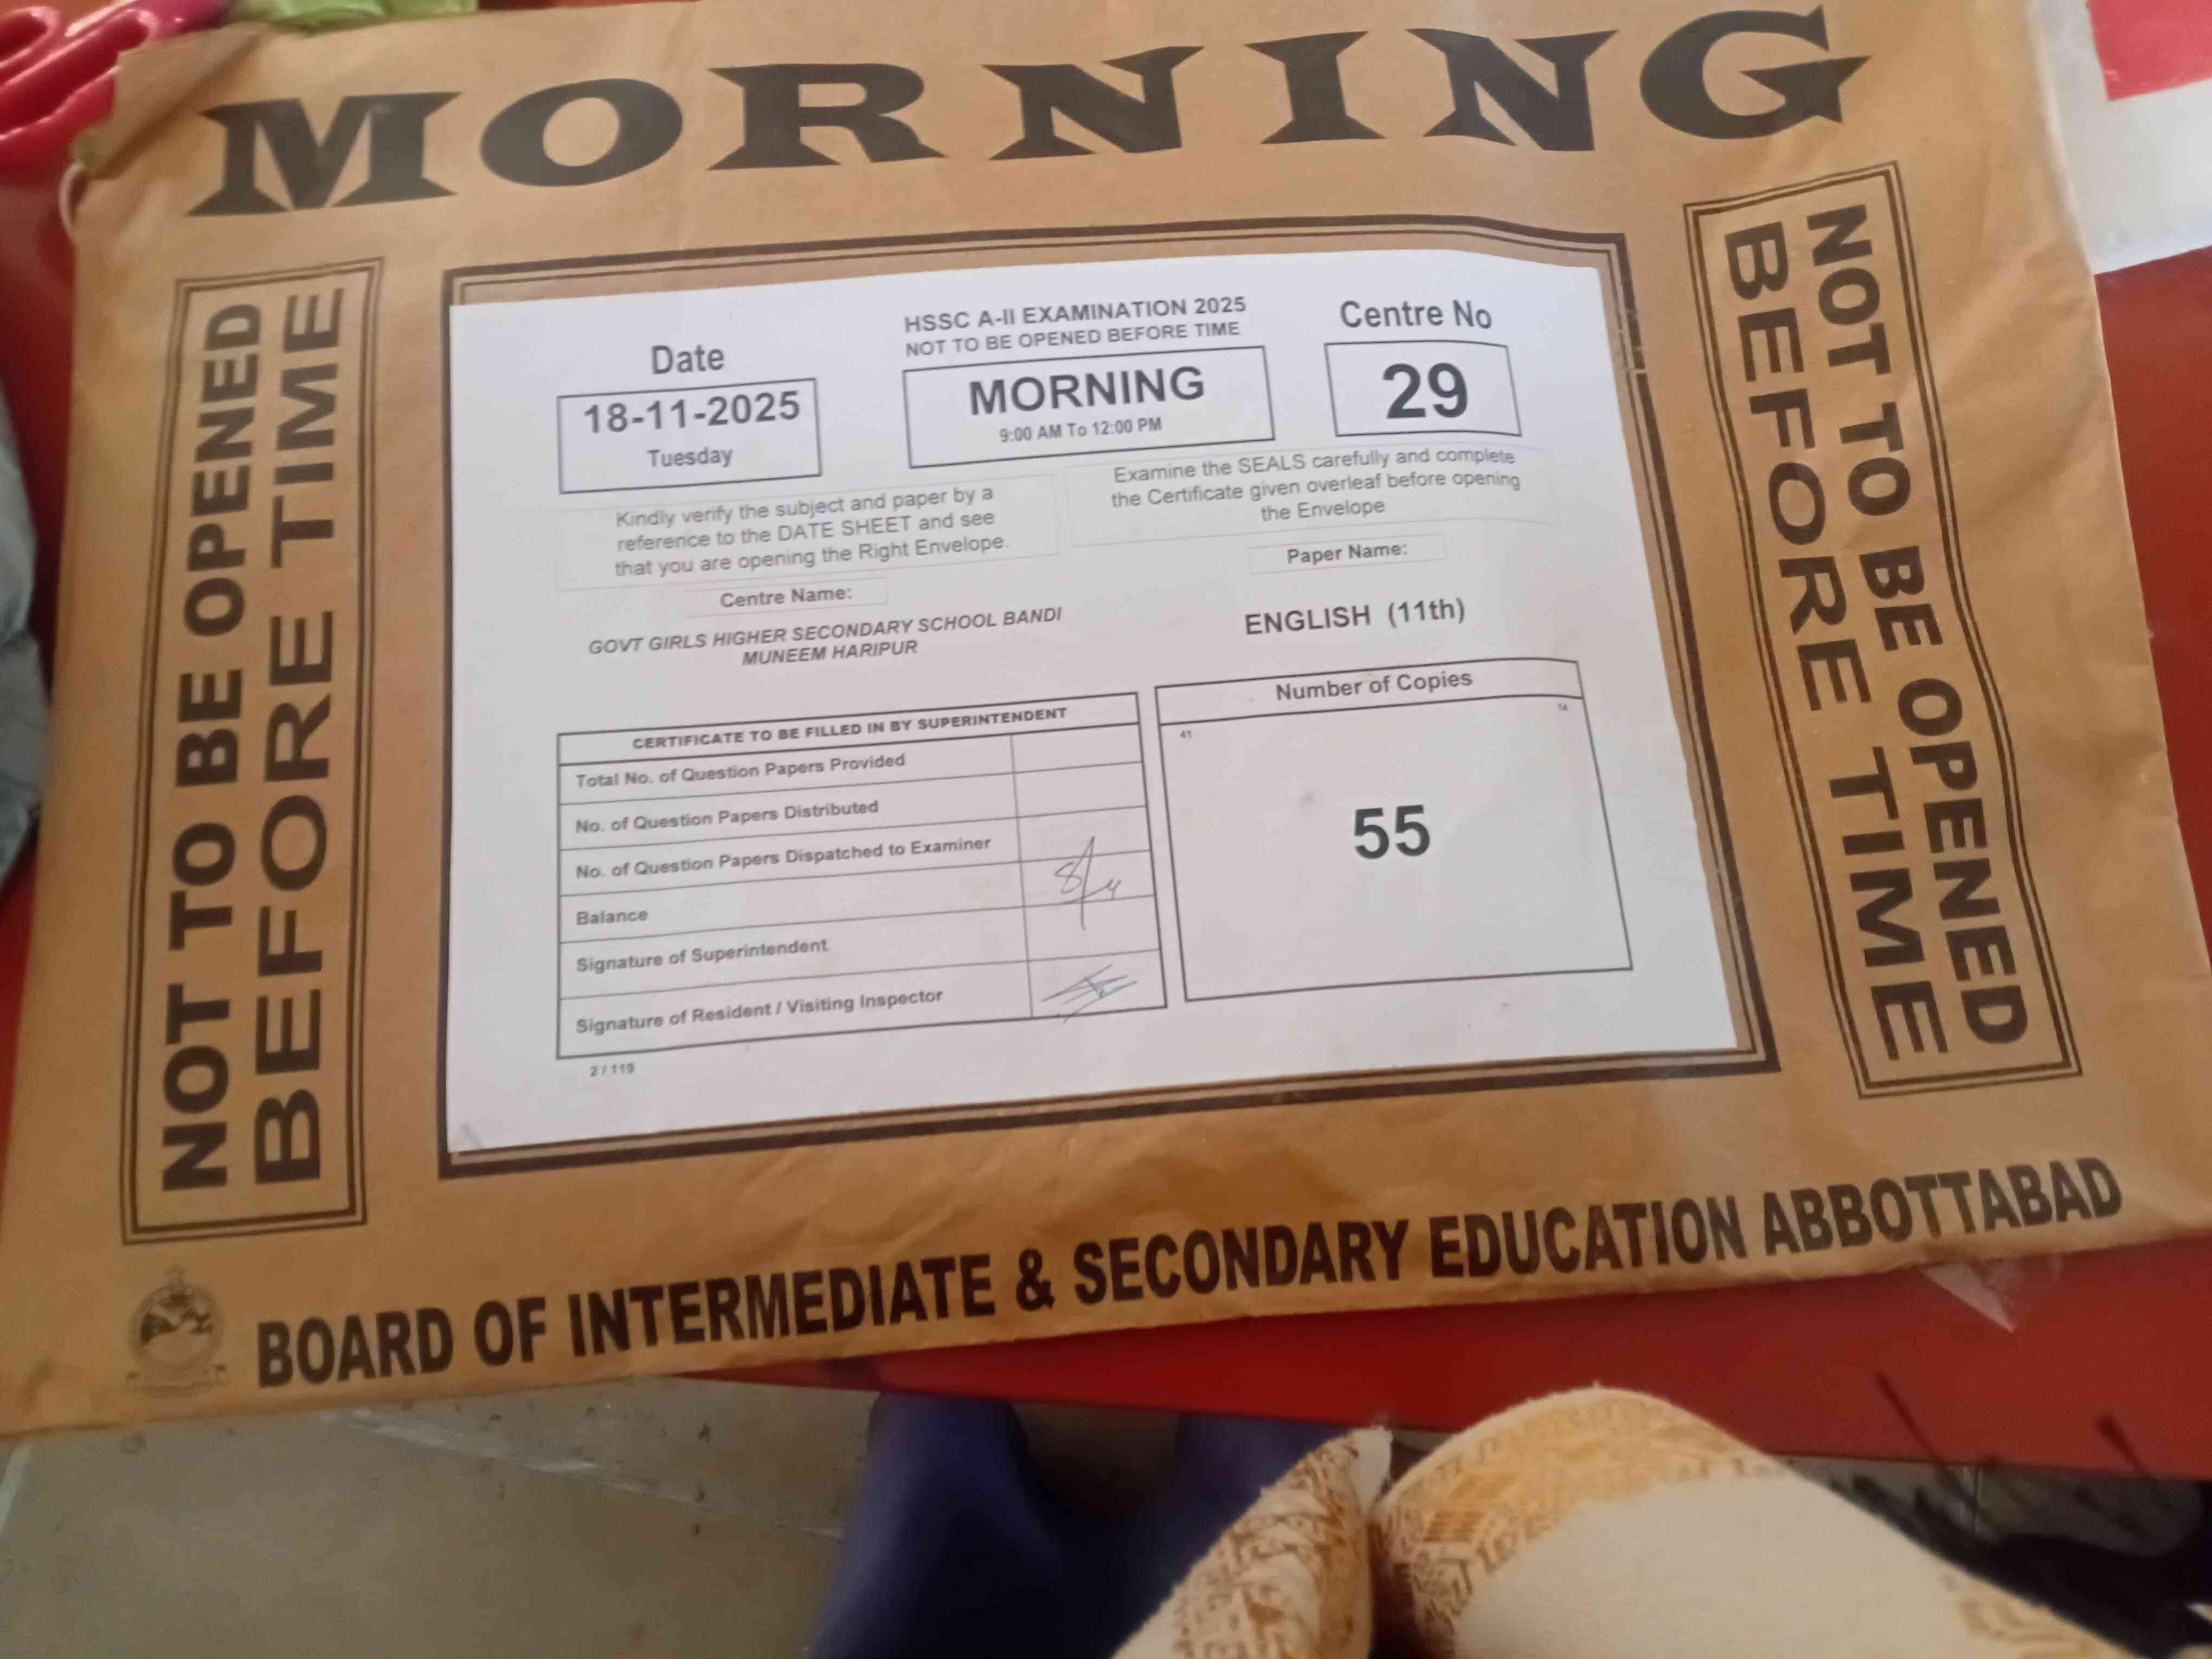 MORNING
NOT TO BE OPENED
BEFORE TIME
HSSC A-II EXAMINATION 2025
NOT TO BE OPENED BEFORE TIME
Date
18-11-2025
Tuesday
MORNING
9:00 AM To 12:00 PM
Centre No
29
Kindly verify the subject and paper by a
reference to the DATE SHEET and see
that you are opening the Right Envelope.
Examine the SEALS carefully and complete
the Certificate given overleaf before opening
the Envelope
Centre Name:
GOVT GIRLS HIGHER SECONDARY SCHOOL BANDI
MUNEEM HARIPUR
Paper Name:
ENGLISH (11th)
CERTIFICATE TO BE FILLED IN BY SUPERINTENDENT
Total No. of Question Papers Provided
No. of Question Papers Distributed
No. of Question Papers Dispatched to Examiner
Balance
Signature of Superintendent
Signature of Resident / Visiting Inspector
2 / 119
Number of Copies
41
55
NOT TO BE OPENED
BEFORE TIME
BOARD OF INTERMEDIATE & SECONDARY EDUCATION ABBOTTABAD